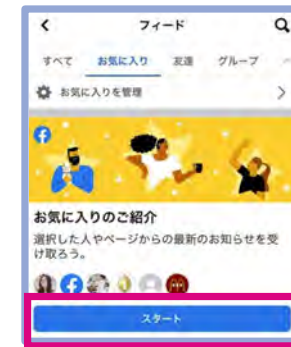 フィード
すべて お気に入り 友達 グループ
お気に入りを管理
お気に入りのご紹介
選択した人やページからの最新のお知らせを受
け取ろう。
スタート